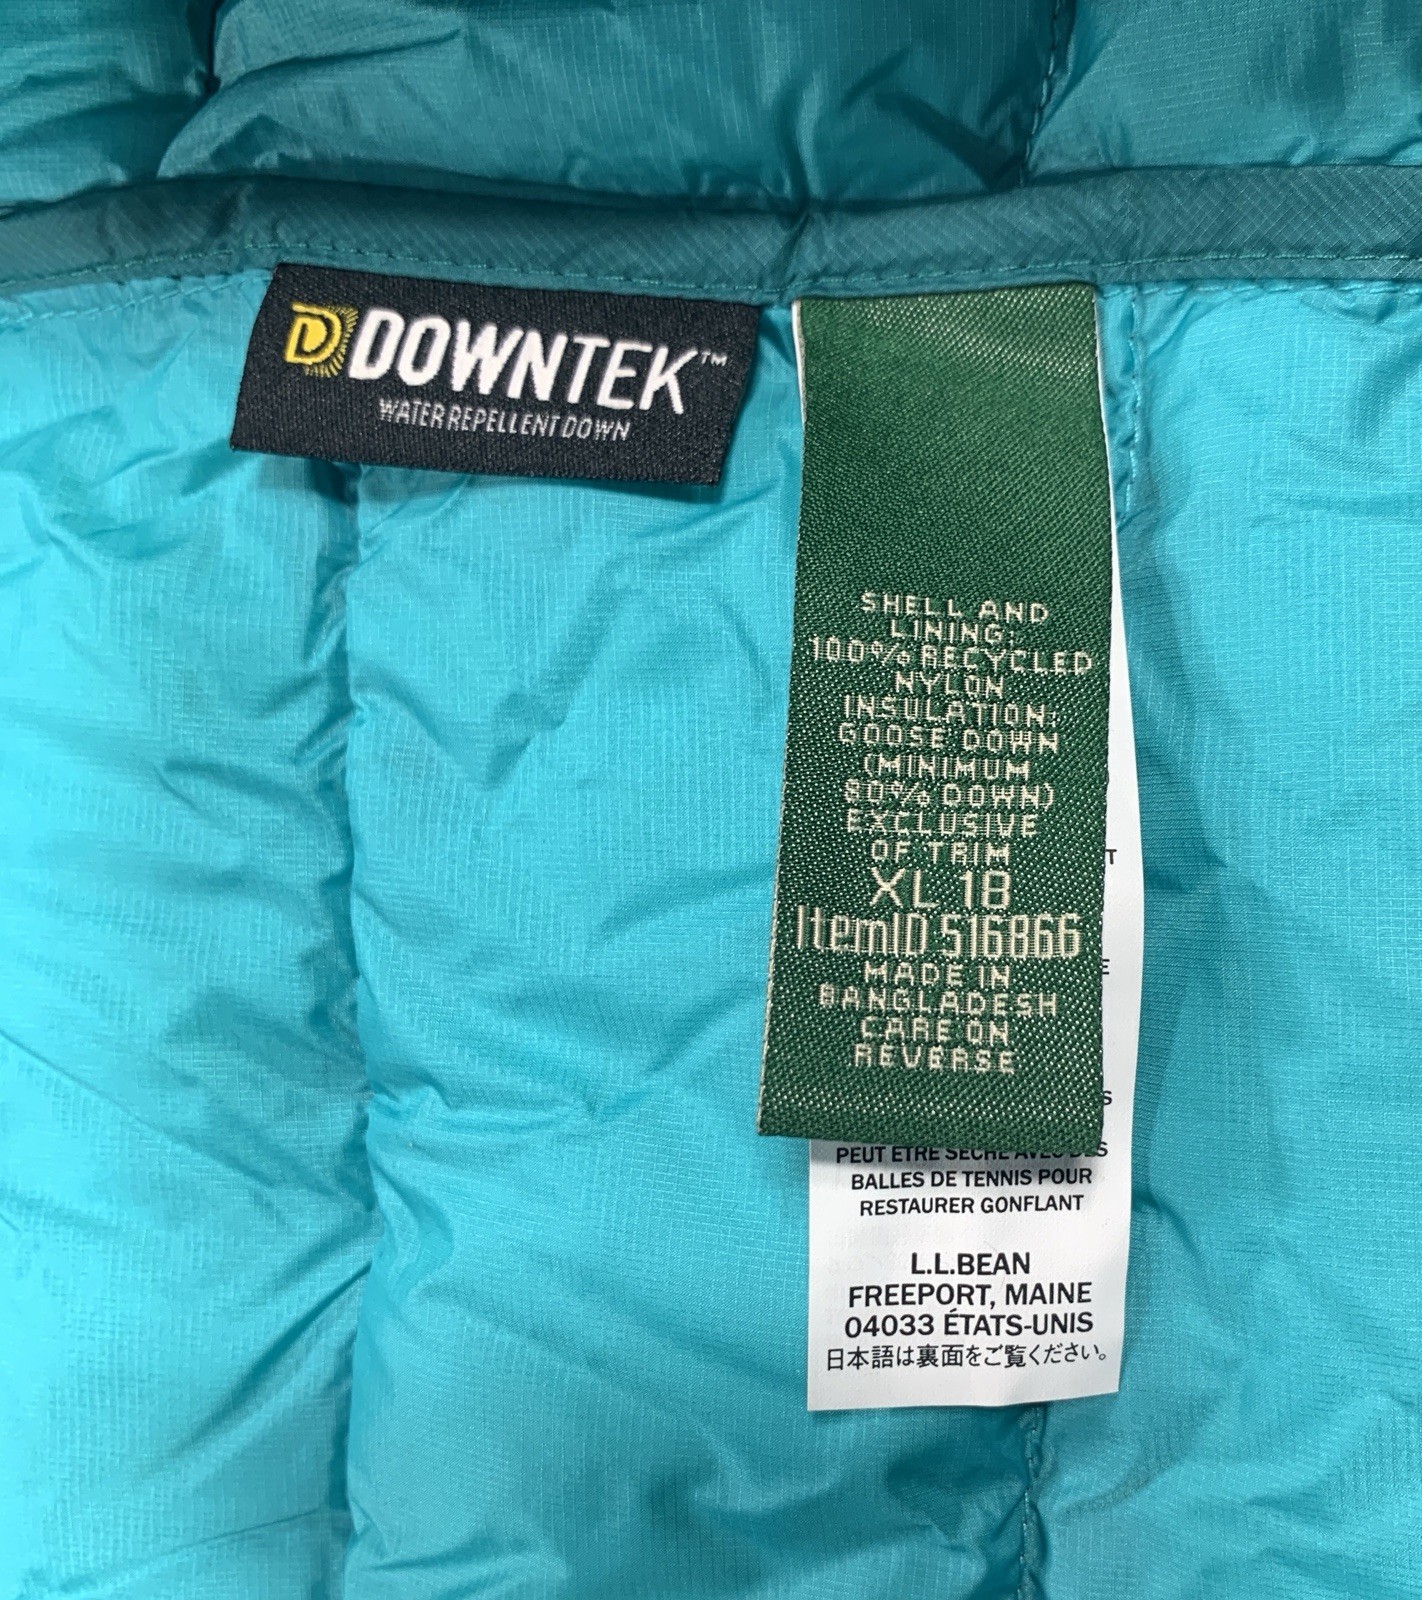 DOWNTEK™
WATER REPELLENT DOWN
SHELL AND
LINING:
100% RECYCLED
NYLON
INSULATION:
GOOSE DOWN
(MINIMUM
80% DOWN)
EXCLUSIVE
OF TRIM
XL 18
ItemID 516866
MADE IN
BANGLADESH
CARE ON
REVERSE
T
E
S
PEUT ETRE SECHE AVEC DES
BALLES DE TENNIS POUR
RESTAURER GONFLANT
L.L.BEAN
FREEPORT, MAINE
04033 ÉTATS-UNIS
日本語は裏面をご覧ください。